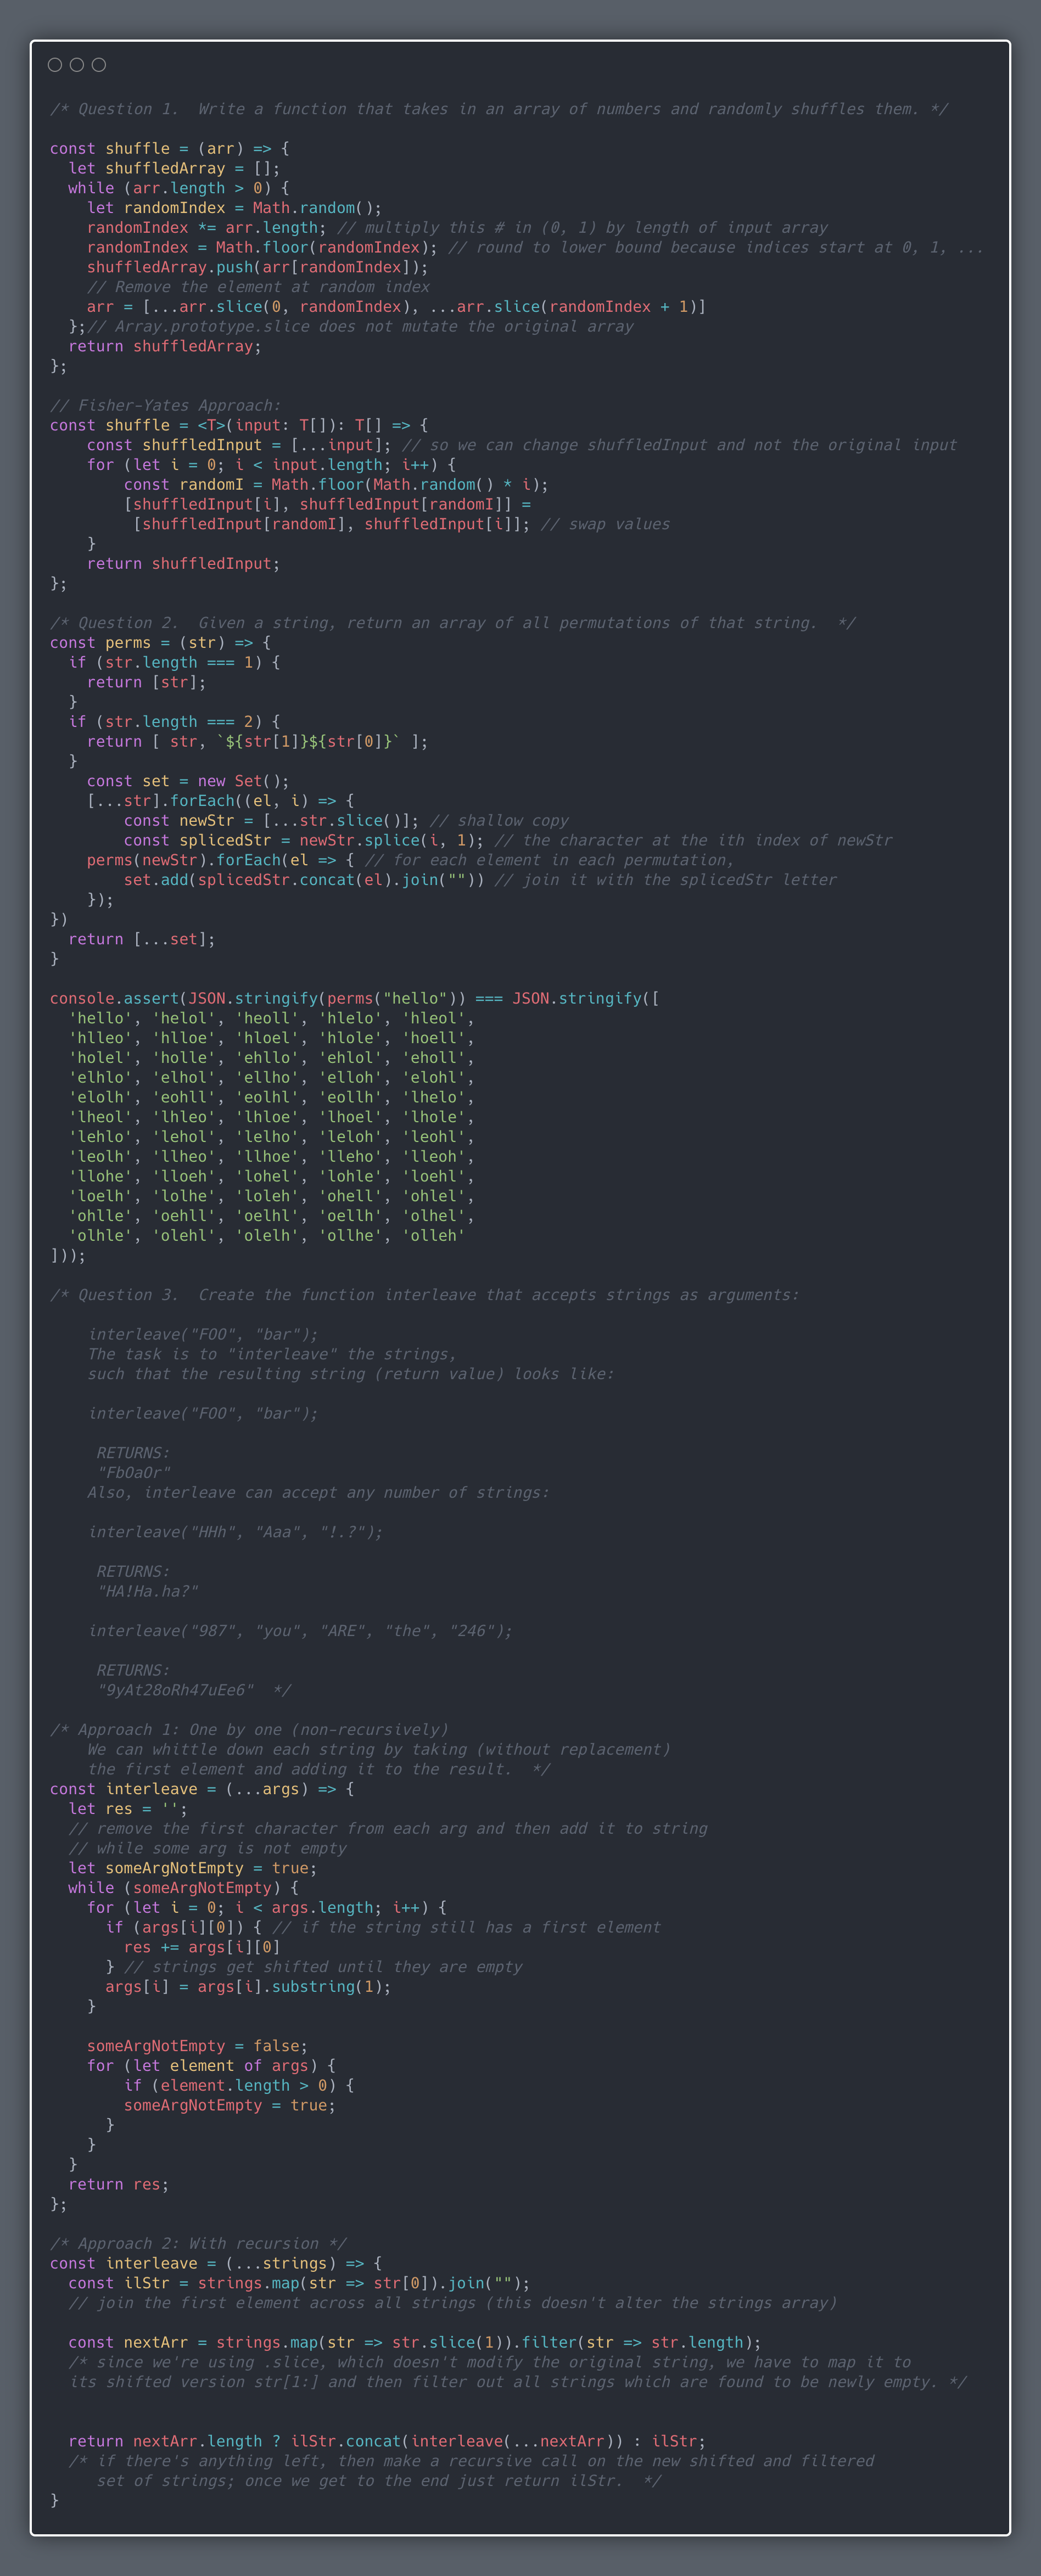 /* Question 1.  Write a function that takes in an array of numbers and randomly shuffles them. */

const shuffle = (arr) => {
  let shuffledArray = [];
  while (arr.length > 0) {
    let randomIndex = Math.random();
    randomIndex *= arr.length; // multiply this # in (0, 1) by length of input array
    randomIndex = Math.floor(randomIndex); // round to lower bound because indices start at 0, 1, ...
    shuffledArray.push(arr[randomIndex]);
    // Remove the element at random index
    arr = [...arr.slice(0, randomIndex), ...arr.slice(randomIndex + 1)]
  };// Array.prototype.slice does not mutate the original array
  return shuffledArray;
};

// Fisher-Yates Approach:
const shuffle = <T>(input: T[]): T[] => {
    const shuffledInput = [...input]; // so we can change shuffledInput and not the original input
    for (let i = 0; i < input.length; i++) {
        const randomI = Math.floor(Math.random() * i);
        [shuffledInput[i], shuffledInput[randomI]] =
         [shuffledInput[randomI], shuffledInput[i]]; // swap values
    }
    return shuffledInput;
};

/* Question 2.  Given a string, return an array of all permutations of that string.  */
const perms = (str) => {
  if (str.length === 1) {
    return [str];
  }
  if (str.length === 2) {
    return [ str, `${str[1]}${str[0]}` ];
  }
    const set = new Set();
    [...str].forEach((el, i) => {
        const newStr = [...str.slice()]; // shallow copy
        const splicedStr = newStr.splice(i, 1); // the character at the ith index of newStr
    perms(newStr).forEach(el => { // for each element in each permutation,
        set.add(splicedStr.concat(el).join("")) // join it with the splicedStr letter
    });
})
  return [...set];
}

console.assert(JSON.stringify(perms("hello")) === JSON.stringify([
  'hello', 'helol', 'heoll', 'hlelo', 'hleol',
  'hlleo', 'hlloe', 'hloel', 'hlole', 'hoell',
  'holel', 'holle', 'ehllo', 'ehlol', 'eholl',
  'elhlo', 'elhol', 'ellho', 'elloh', 'elohl',
  'elolh', 'eohll', 'eolhl', 'eollh', 'lhelo',
  'lheol', 'lhleo', 'lhloe', 'lhoel', 'lhole',
  'lehlo', 'lehol', 'lelho', 'leloh', 'leohl',
  'leolh', 'llheo', 'llhoe', 'lleho', 'lleoh',
  'llohe', 'lloeh', 'lohel', 'lohle', 'loehl',
  'loelh', 'lolhe', 'loleh', 'ohell', 'ohlel',
  'ohlle', 'oehll', 'oelhl', 'oellh', 'olhel',
  'olhle', 'olehl', 'olelh', 'ollhe', 'olleh'
]));

/* Question 3.  Create the function interleave that accepts strings as arguments:

    interleave("FOO", "bar");
    The task is to "interleave" the strings,
    such that the resulting string (return value) looks like:

    interleave("FOO", "bar");

     RETURNS:
     "FbOaOr"
    Also, interleave can accept any number of strings:

    interleave("HHh", "Aaa", "!.?");

     RETURNS:
     "HA!Ha.ha?"

    interleave("987", "you", "ARE", "the", "246");

     RETURNS:
     "9yAt28oRh47uEe6"  */

/* Approach 1: One by one (non-recursively)
    We can whittle down each string by taking (without replacement)
    the first element and adding it to the result.  */
const interleave = (...args) => {
  let res = '';
  // remove the first character from each arg and then add it to string
  // while some arg is not empty
  let someArgNotEmpty = true;
  while (someArgNotEmpty) {
    for (let i = 0; i < args.length; i++) {
      if (args[i][0]) { // if the string still has a first element
        res += args[i][0]
      } // strings get shifted until they are empty
      args[i] = args[i].substring(1);
    }

    someArgNotEmpty = false;
    for (let element of args) {
        if (element.length > 0) {
        someArgNotEmpty = true;
      }
    }
  }
  return res;
};

/* Approach 2: With recursion */
const interleave = (...strings) => {
  const ilStr = strings.map(str => str[0]).join("");
  // join the first element across all strings (this doesn't alter the strings array)

  const nextArr = strings.map(str => str.slice(1)).filter(str => str.length);
  /* since we're using .slice, which doesn't modify the original string, we have to map it to
  its shifted version str[1:] and then filter out all strings which are found to be newly empty. */


  return nextArr.length ? ilStr.concat(interleave(...nextArr)) : ilStr;
  /* if there's anything left, then make a recursive call on the new shifted and filtered
     set of strings; once we get to the end just return ilStr.  */
}